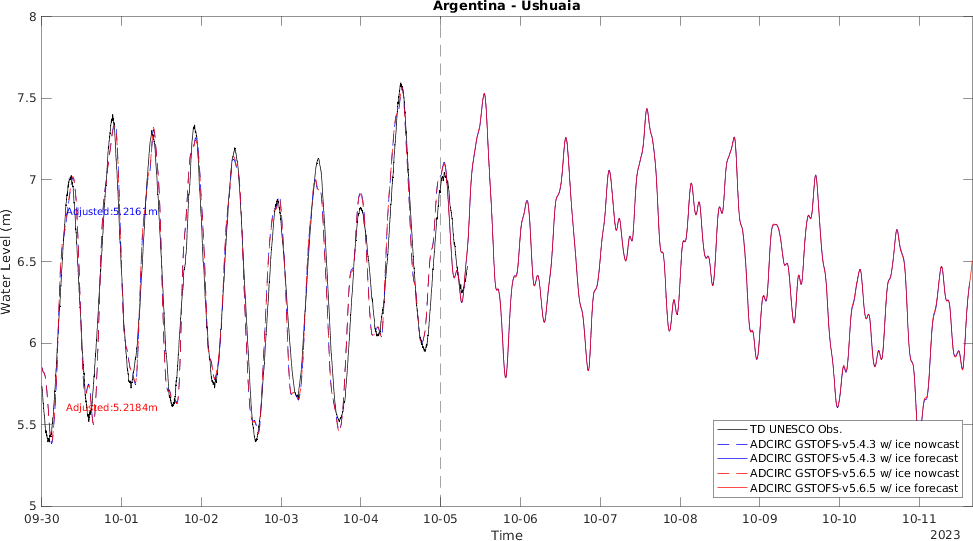 Argentina - Ushuaia
8
7.5
7
6.5
6
5.5
5
Water Level (m)
Adjusted:5.2161m
Adjusted:5.2184m
TD UNESCO Obs.
ADCIRC GSTOFS-v5.4.3 w/ ice nowcast
ADCIRC GSTOFS-v5.4.3 w/ ice forecast
ADCIRC GSTOFS-v5.6.5 w/ ice nowcast
ADCIRC GSTOFS-v5.6.5 w/ ice forecast
09-30 10-01 10-02 10-03 10-04 10-05 10-06 10-07 10-08 10-09 10-10 10-11
Time
2023